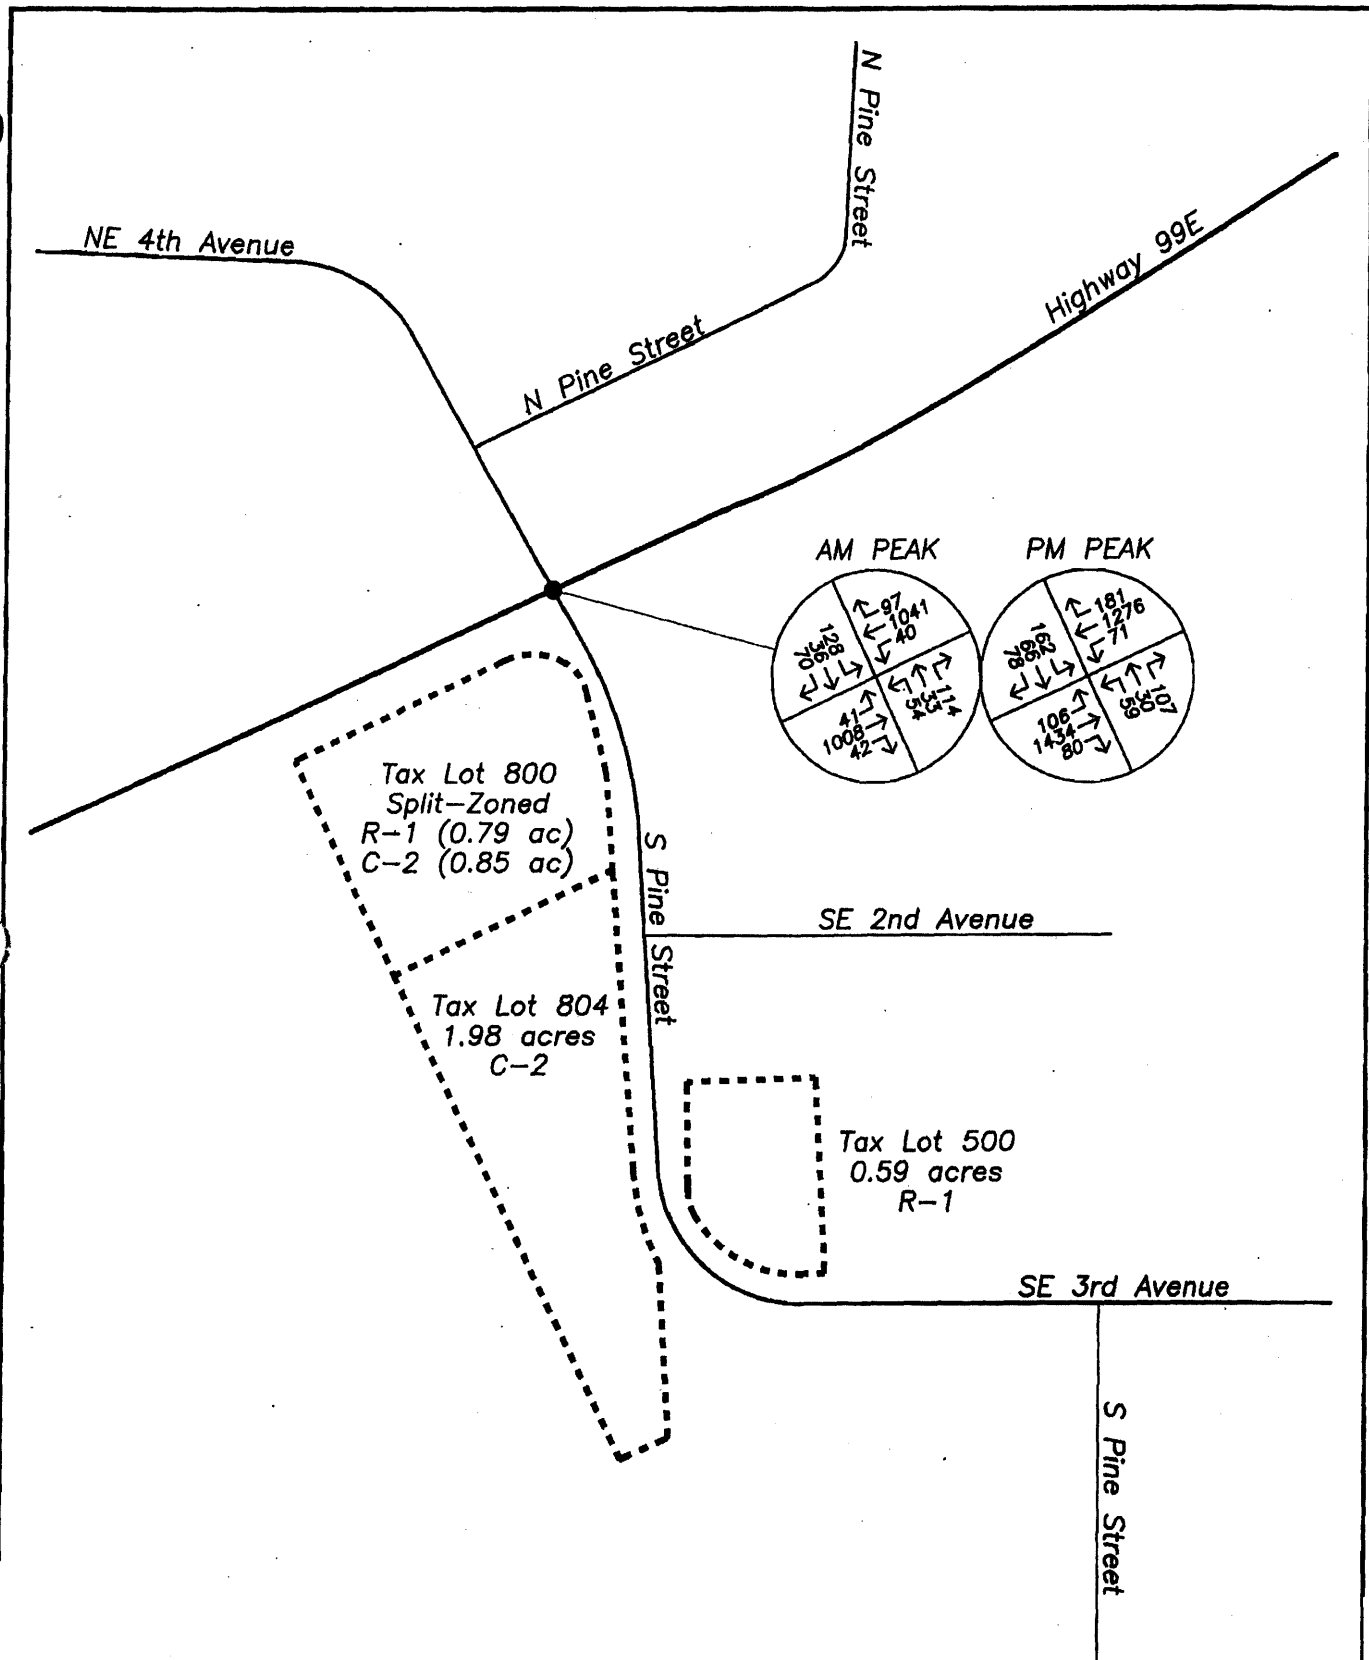 N Pine Street
NE 4th Avenue
Highway 99E
N Pine Street
AM PEAK
PM PEAK
97
1041
40
128
36
70
114
33
54
41
1008
42
181
1276
71
162
66
78
107
30
59
106
1434
80
Tax Lot 800
Split-Zoned
R-1 (0.79 ac)
C-2 (0.85 ac)
S Pine Street
SE 2nd Avenue
Tax Lot 804
1.98 acres
C-2
Tax Lot 500
0.59 acres
R-1
SE 3rd Avenue
S Pine Street